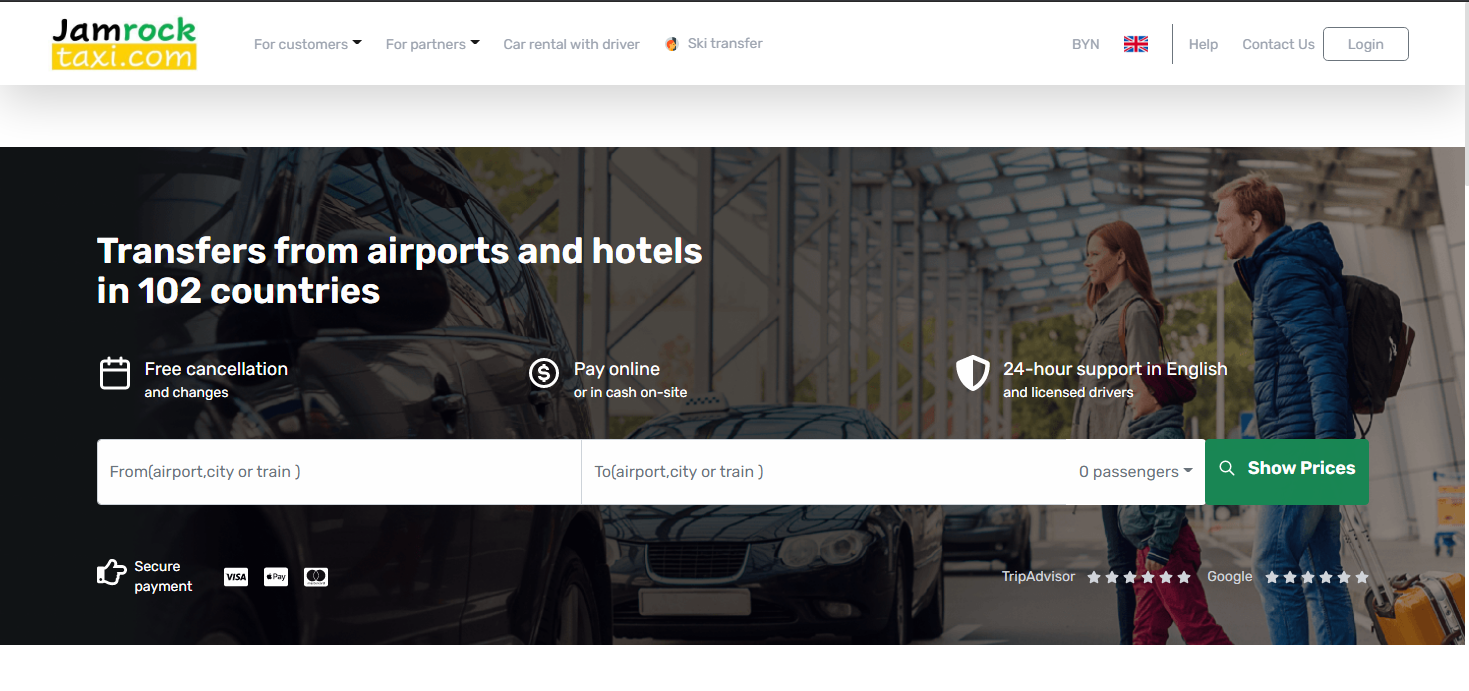 Jamrock
taxi.com
For customers
For partners
Car rental with driver
Ski transfer
BYN
Help
Contact Us
Login
Transfers from airports and hotels
in 102 countries
Free cancellation
and changes
Pay online
or in cash on-site
24-hour support in English
and licensed drivers
From(airport,city or train )
To(airport,city or train )
0 passengers
Show Prices
Secure
payment
VISA
Pay
TripAdvisor
Google